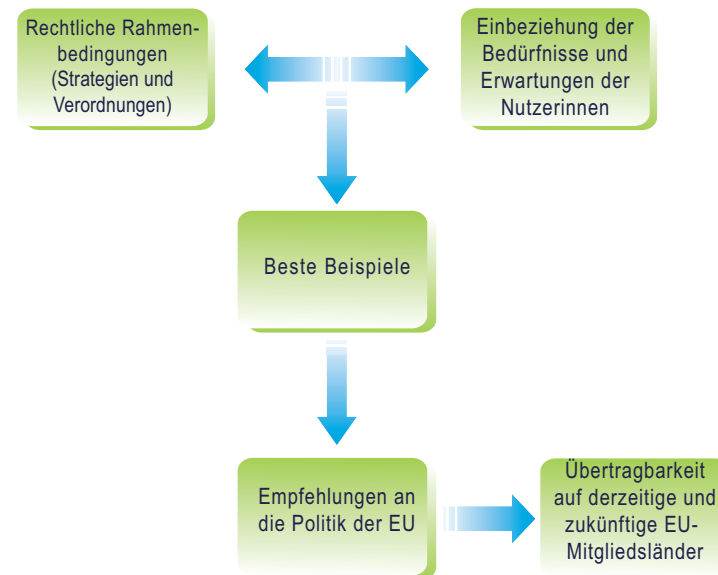 Rechtliche Rahmen-
bedingungen
(Strategien und
Verordnungen)
Einbeziehung der
Bedürfnisse und
Erwartungen der
Nutzerinnen
Beste Beispiele
Empfehlungen an
die Politik der EU
Übertragbarkeit
auf derzeitige und
zukünftige EU-
Mitgliedsländer